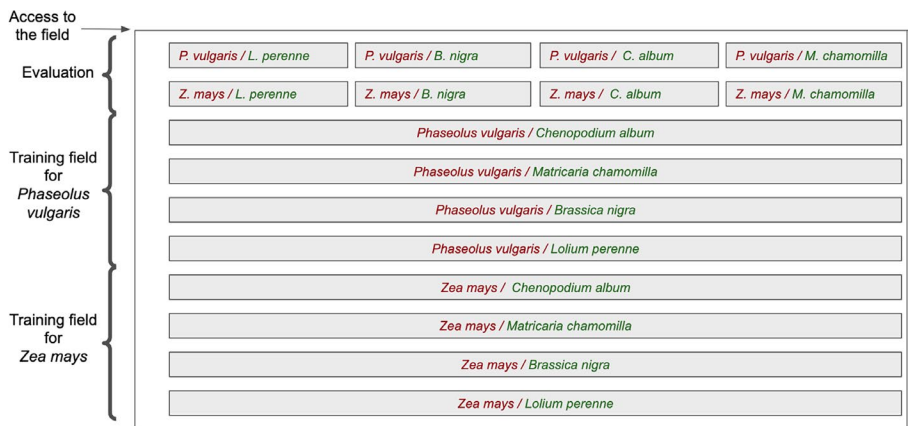 Access to
the field
Evaluation
P. vulgaris / L. perenne
P. vulgaris / B. nigra
P. vulgaris / C. album
P. vulgaris / M. chamomilla
Z. mays / L. perenne
Z. mays / B. nigra
Z. mays / C. album
Z. mays / M. chamomilla
Training field
for
Phaseolus
vulgaris
Phaseolus vulgaris / Chenopodium album
Phaseolus vulgaris / Matricaria chamomilla
Phaseolus vulgaris / Brassica nigra
Phaseolus vulgaris / Lolium perenne
Training field
for
Zea mays
Zea mays / Chenopodium album
Zea mays / Matricaria chamomilla
Zea mays / Brassica nigra
Zea mays / Lolium perenne